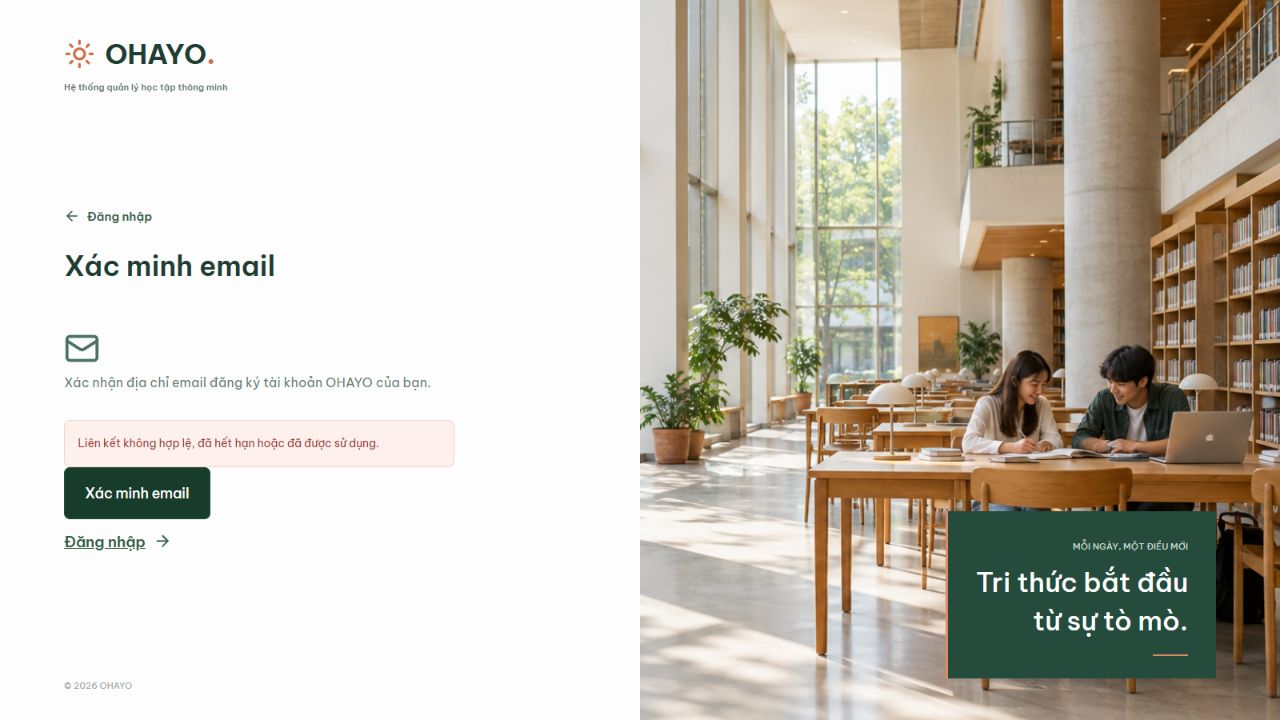 OHAYO.
Hệ thống quản lý học tập thông minh
Đăng nhập
Xác minh email
Xác nhận địa chỉ email đăng ký tài khoản OHAYO của bạn.
Liên kết không hợp lệ, đã hết hạn hoặc đã được sử dụng.
Xác minh email
Đăng nhập
© 2026 OHAYO
MỖI NGÀY, MỘT ĐIỀU MỚI
Tri thức bắt đầu
từ sự tò mò.